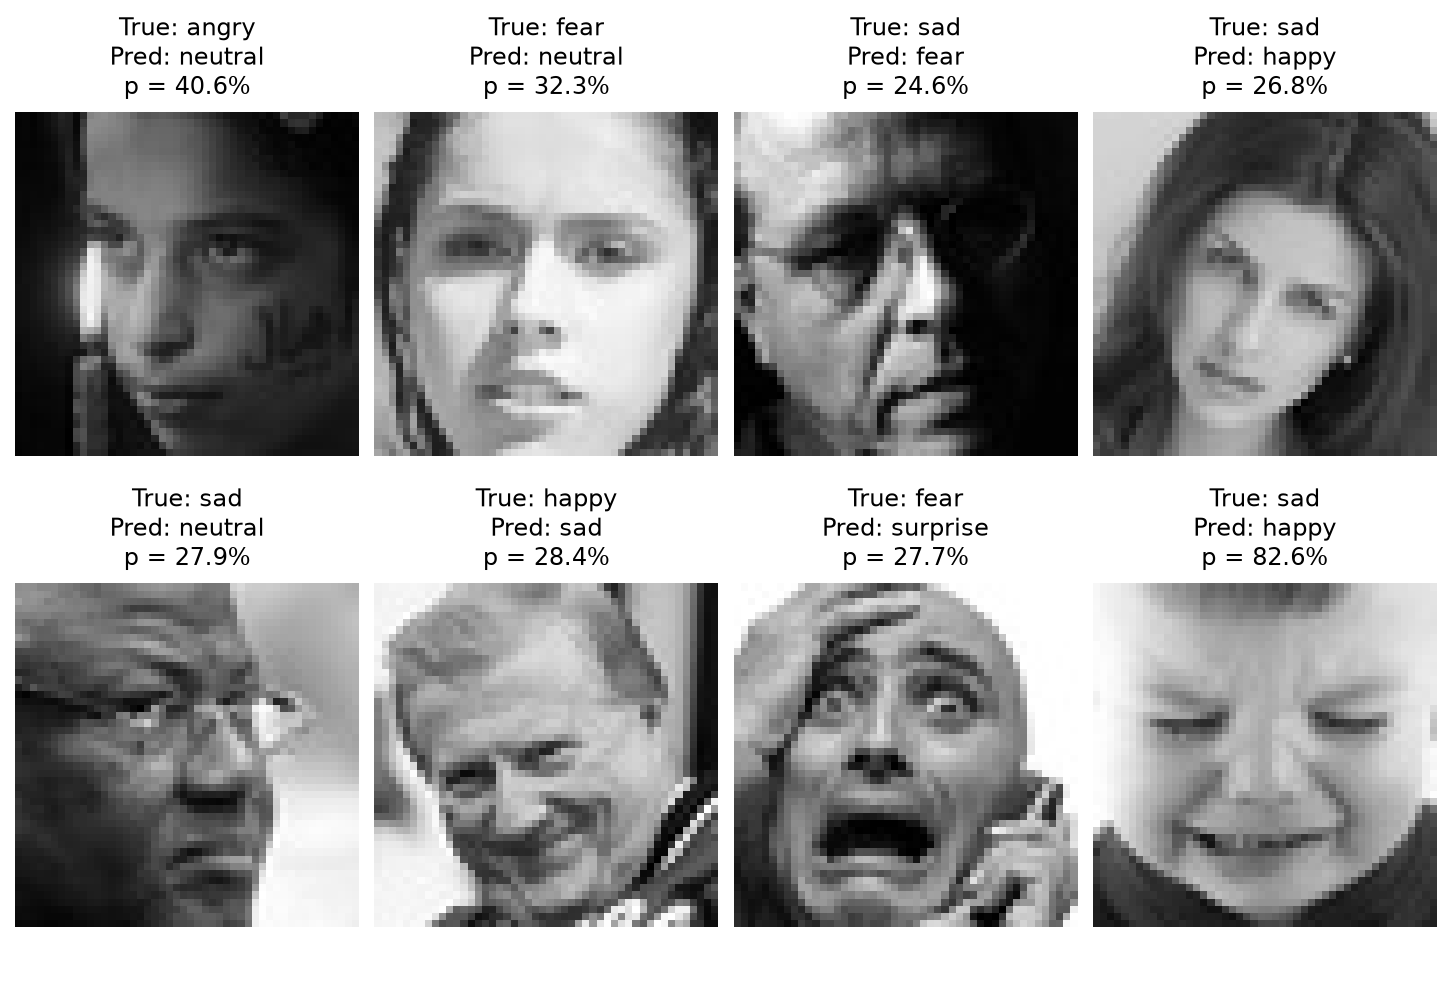 True: angry
Pred: neutral
p = 40.6%
True: fear
Pred: neutral
p = 32.3%
True: sad
Pred: fear
p = 24.6%
True: sad
Pred: happy
p = 26.8%
True: sad
Pred: neutral
p = 27.9%
True: happy
Pred: sad
p = 28.4%
True: fear
Pred: surprise
p = 27.7%
True: sad
Pred: happy
p = 82.6%